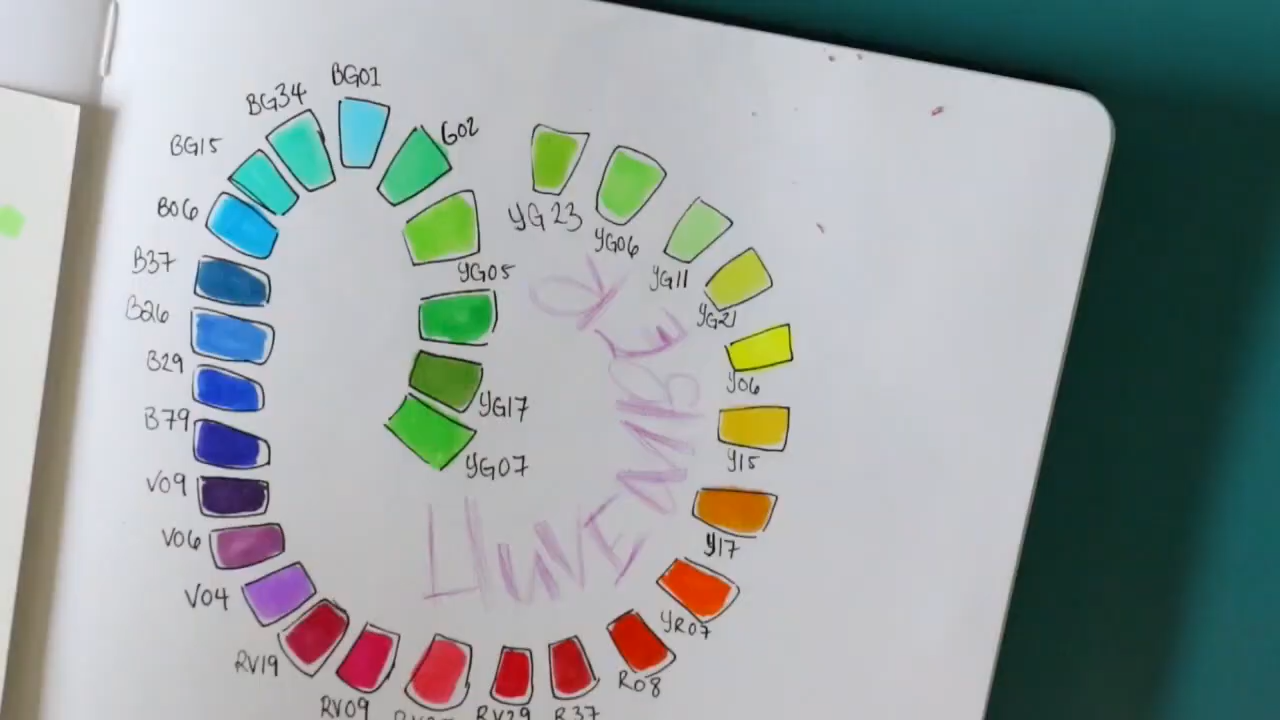 BG01
BG34
G02
BG15
YG23
B06
YG06
B37
YG05
YG11
B26
YG21
B29
Y06
YG17
B79
Y15
YG07
V09
V06
Y17
V04
YR07
RV19
R08
RV09
RV29
R37